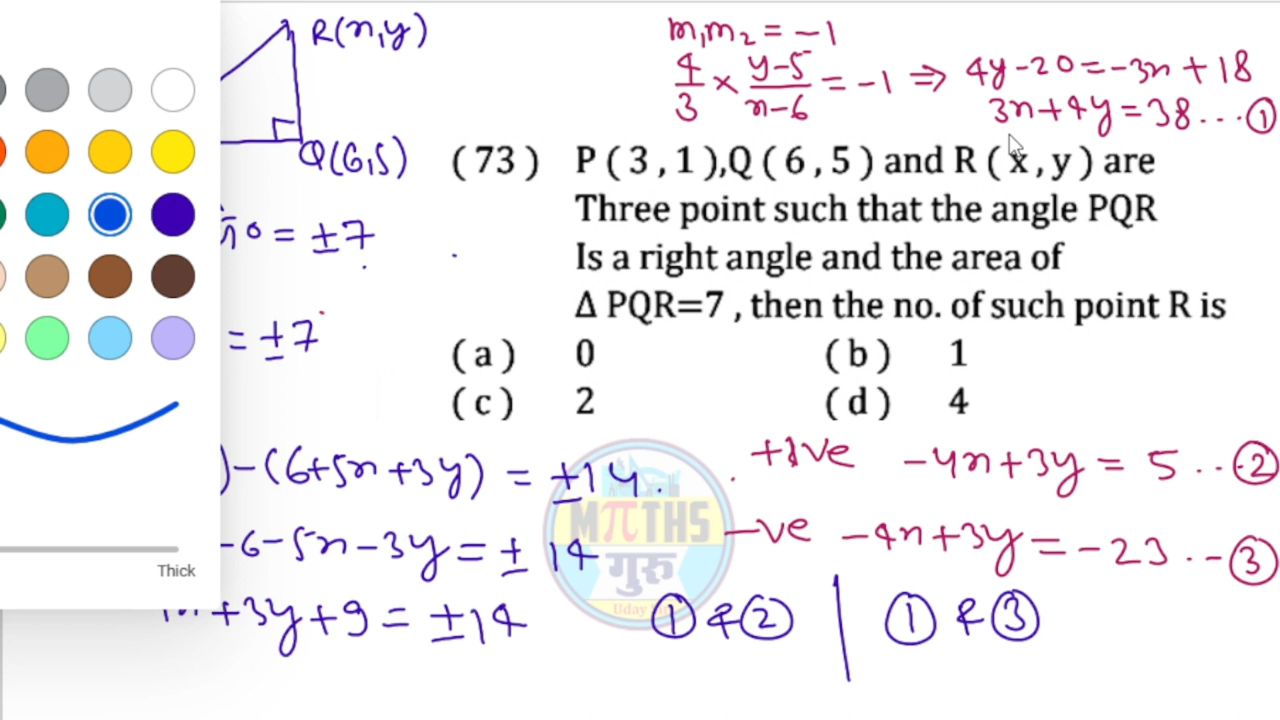 R(x,y)
m₁m₂ = -1
4/3 × y-5/x-6 = -1 ⇒ 4y-20=-3x+18
3x+4y=38...①
Q(6,5)
(73) P(3,1),Q(6,5) and R(x,y) are
Three point such that the angle PQR
Is a right angle and the area of
Δ PQR=7, then the no. of such point R is
= ±7
= ±7
(a) 0 (b) 1
(c) 2 (d) 4
)-(6+5x+3y) = ±14.
+ive -4x+3y = 5..②
-6-5x-3y = ±14
-ve -4x+3y=-23..③
+3y+9 = ±14
①&② | ①&③
MπTHS
गुरु
Uday
Thick